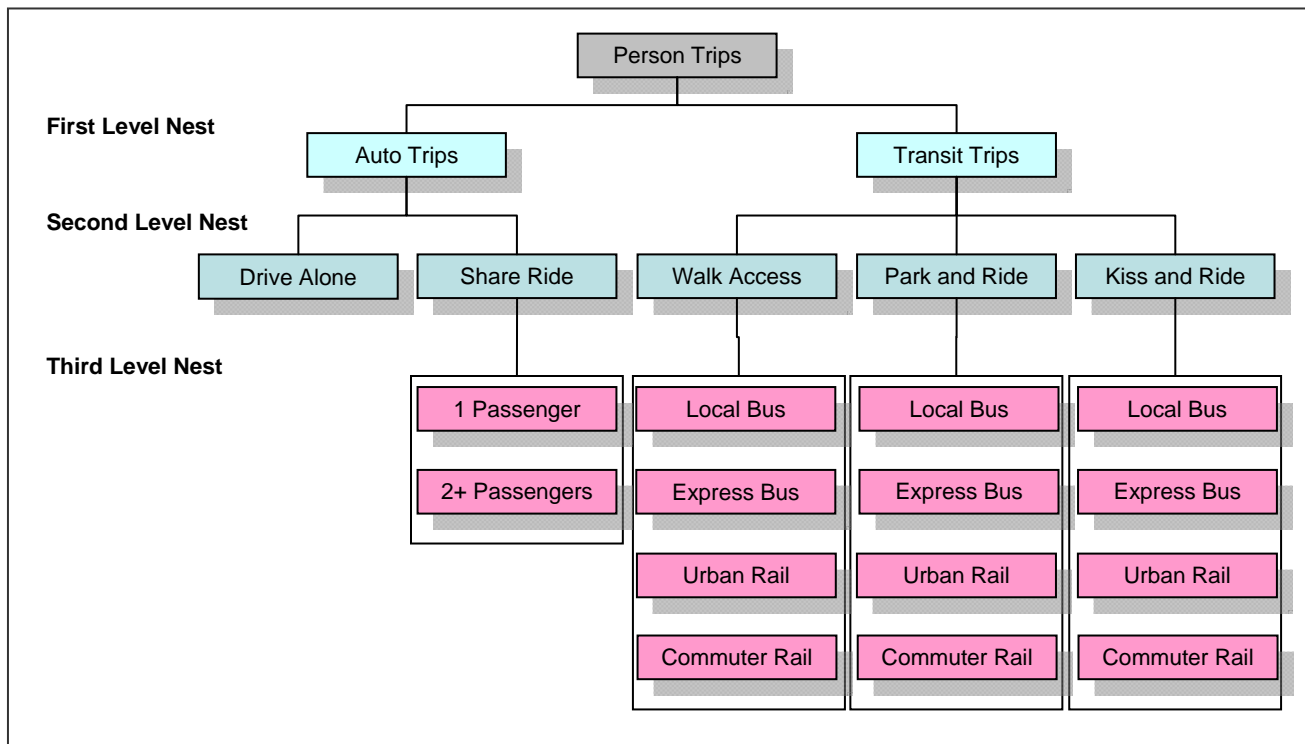 Person Trips
First Level Nest
Auto Trips
Transit Trips
Second Level Nest
Drive Alone
Share Ride
Walk Access
Park and Ride
Kiss and Ride
Third Level Nest
1 Passenger
2+ Passengers
Local Bus
Express Bus
Urban Rail
Commuter Rail
Local Bus
Express Bus
Urban Rail
Commuter Rail
Local Bus
Express Bus
Urban Rail
Commuter Rail